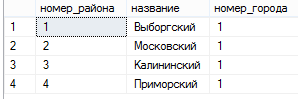 номер_района название номер_города
1 1 Выборгский 1
2 2 Московский 1
3 3 Калининский 1
4 4 Приморский 1